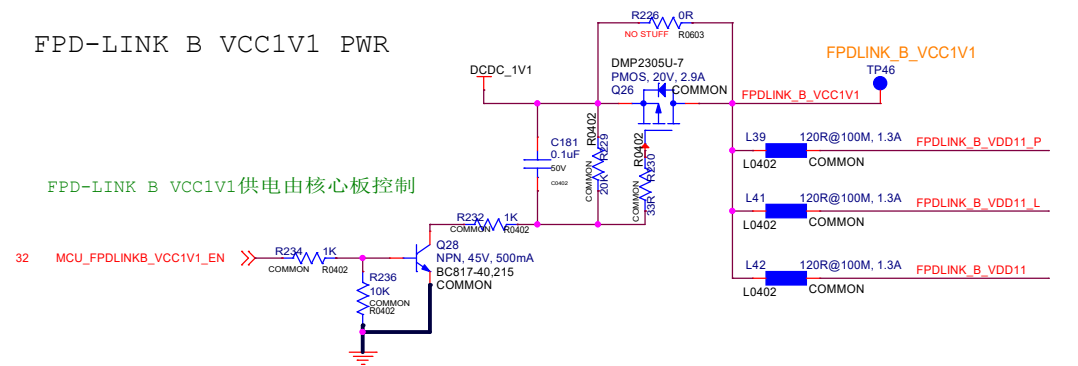 FPD-LINK B VCC1V1 PWR
R226 0R
NO STUFF R0603
DCDC_1V1
DMP2305U-7
PMOS, 20V, 2.9A
Q26 COMMON
FPDLINK_B_VCC1V1
TP46
FPDLINK_B_VCC1V1
C181
0.1uF
50V
C0402
R0402
R229
COMMON
20K
R0402
R230
COMMON
33R
L39 120R@100M, 1.3A FPDLINK_B_VDD11_P
L0402 COMMON
L41 120R@100M, 1.3A FPDLINK_B_VDD11_L
L0402 COMMON
L42 120R@100M, 1.3A FPDLINK_B_VDD11
L0402 COMMON
FPD-LINK B VCC1V1供电由核心板控制
R232 1K
COMMON R0402
32 MCU_FPDLINKB_VCC1V1_EN
R234 1K
COMMON R0402
Q28
NPN, 45V, 500mA
BC817-40,215
COMMON
R236
10K
COMMON
R0402